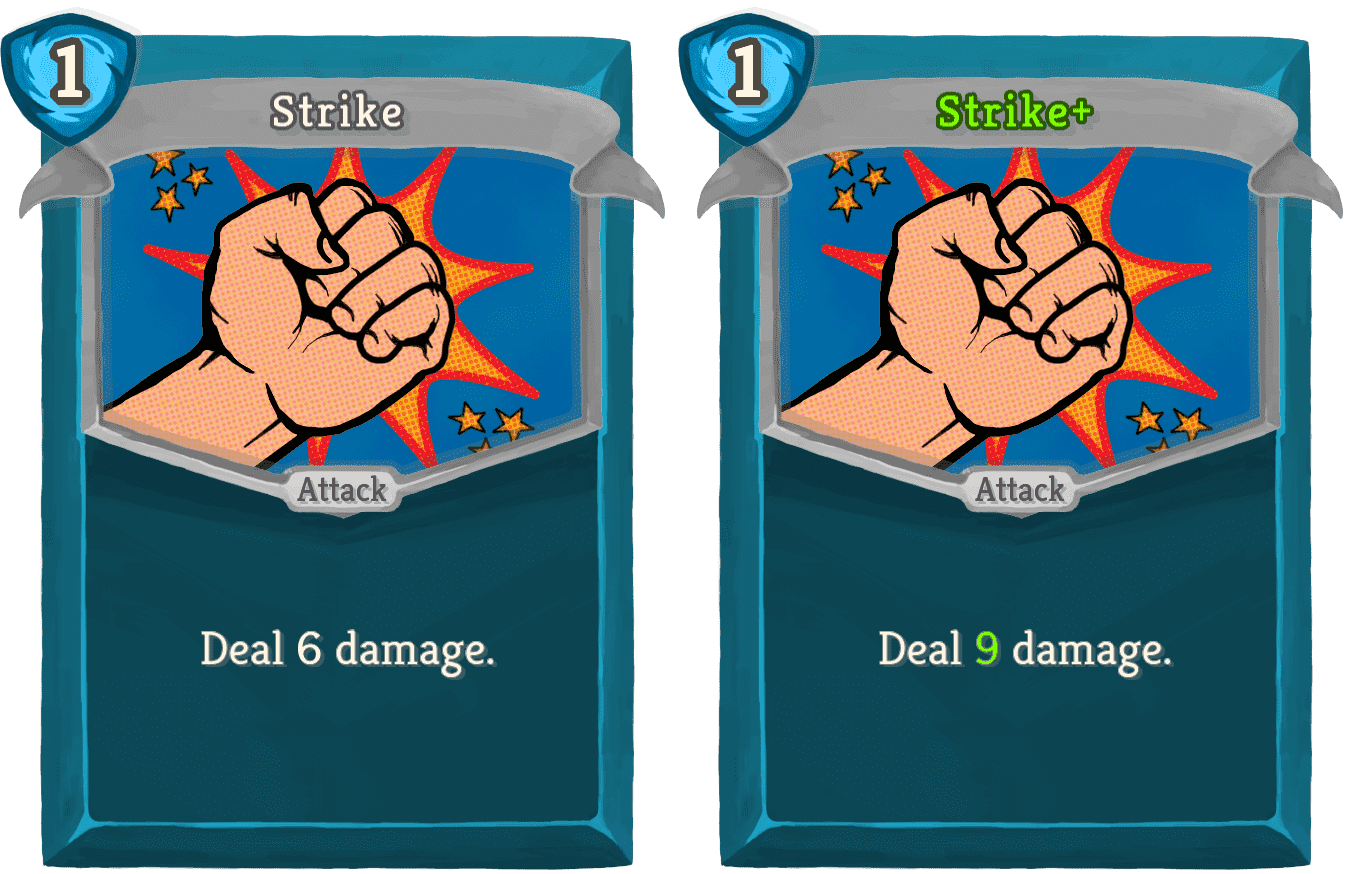 1
Strike
Attack
Deal 6 damage.
1
Strike+
Attack
Deal 9 damage.